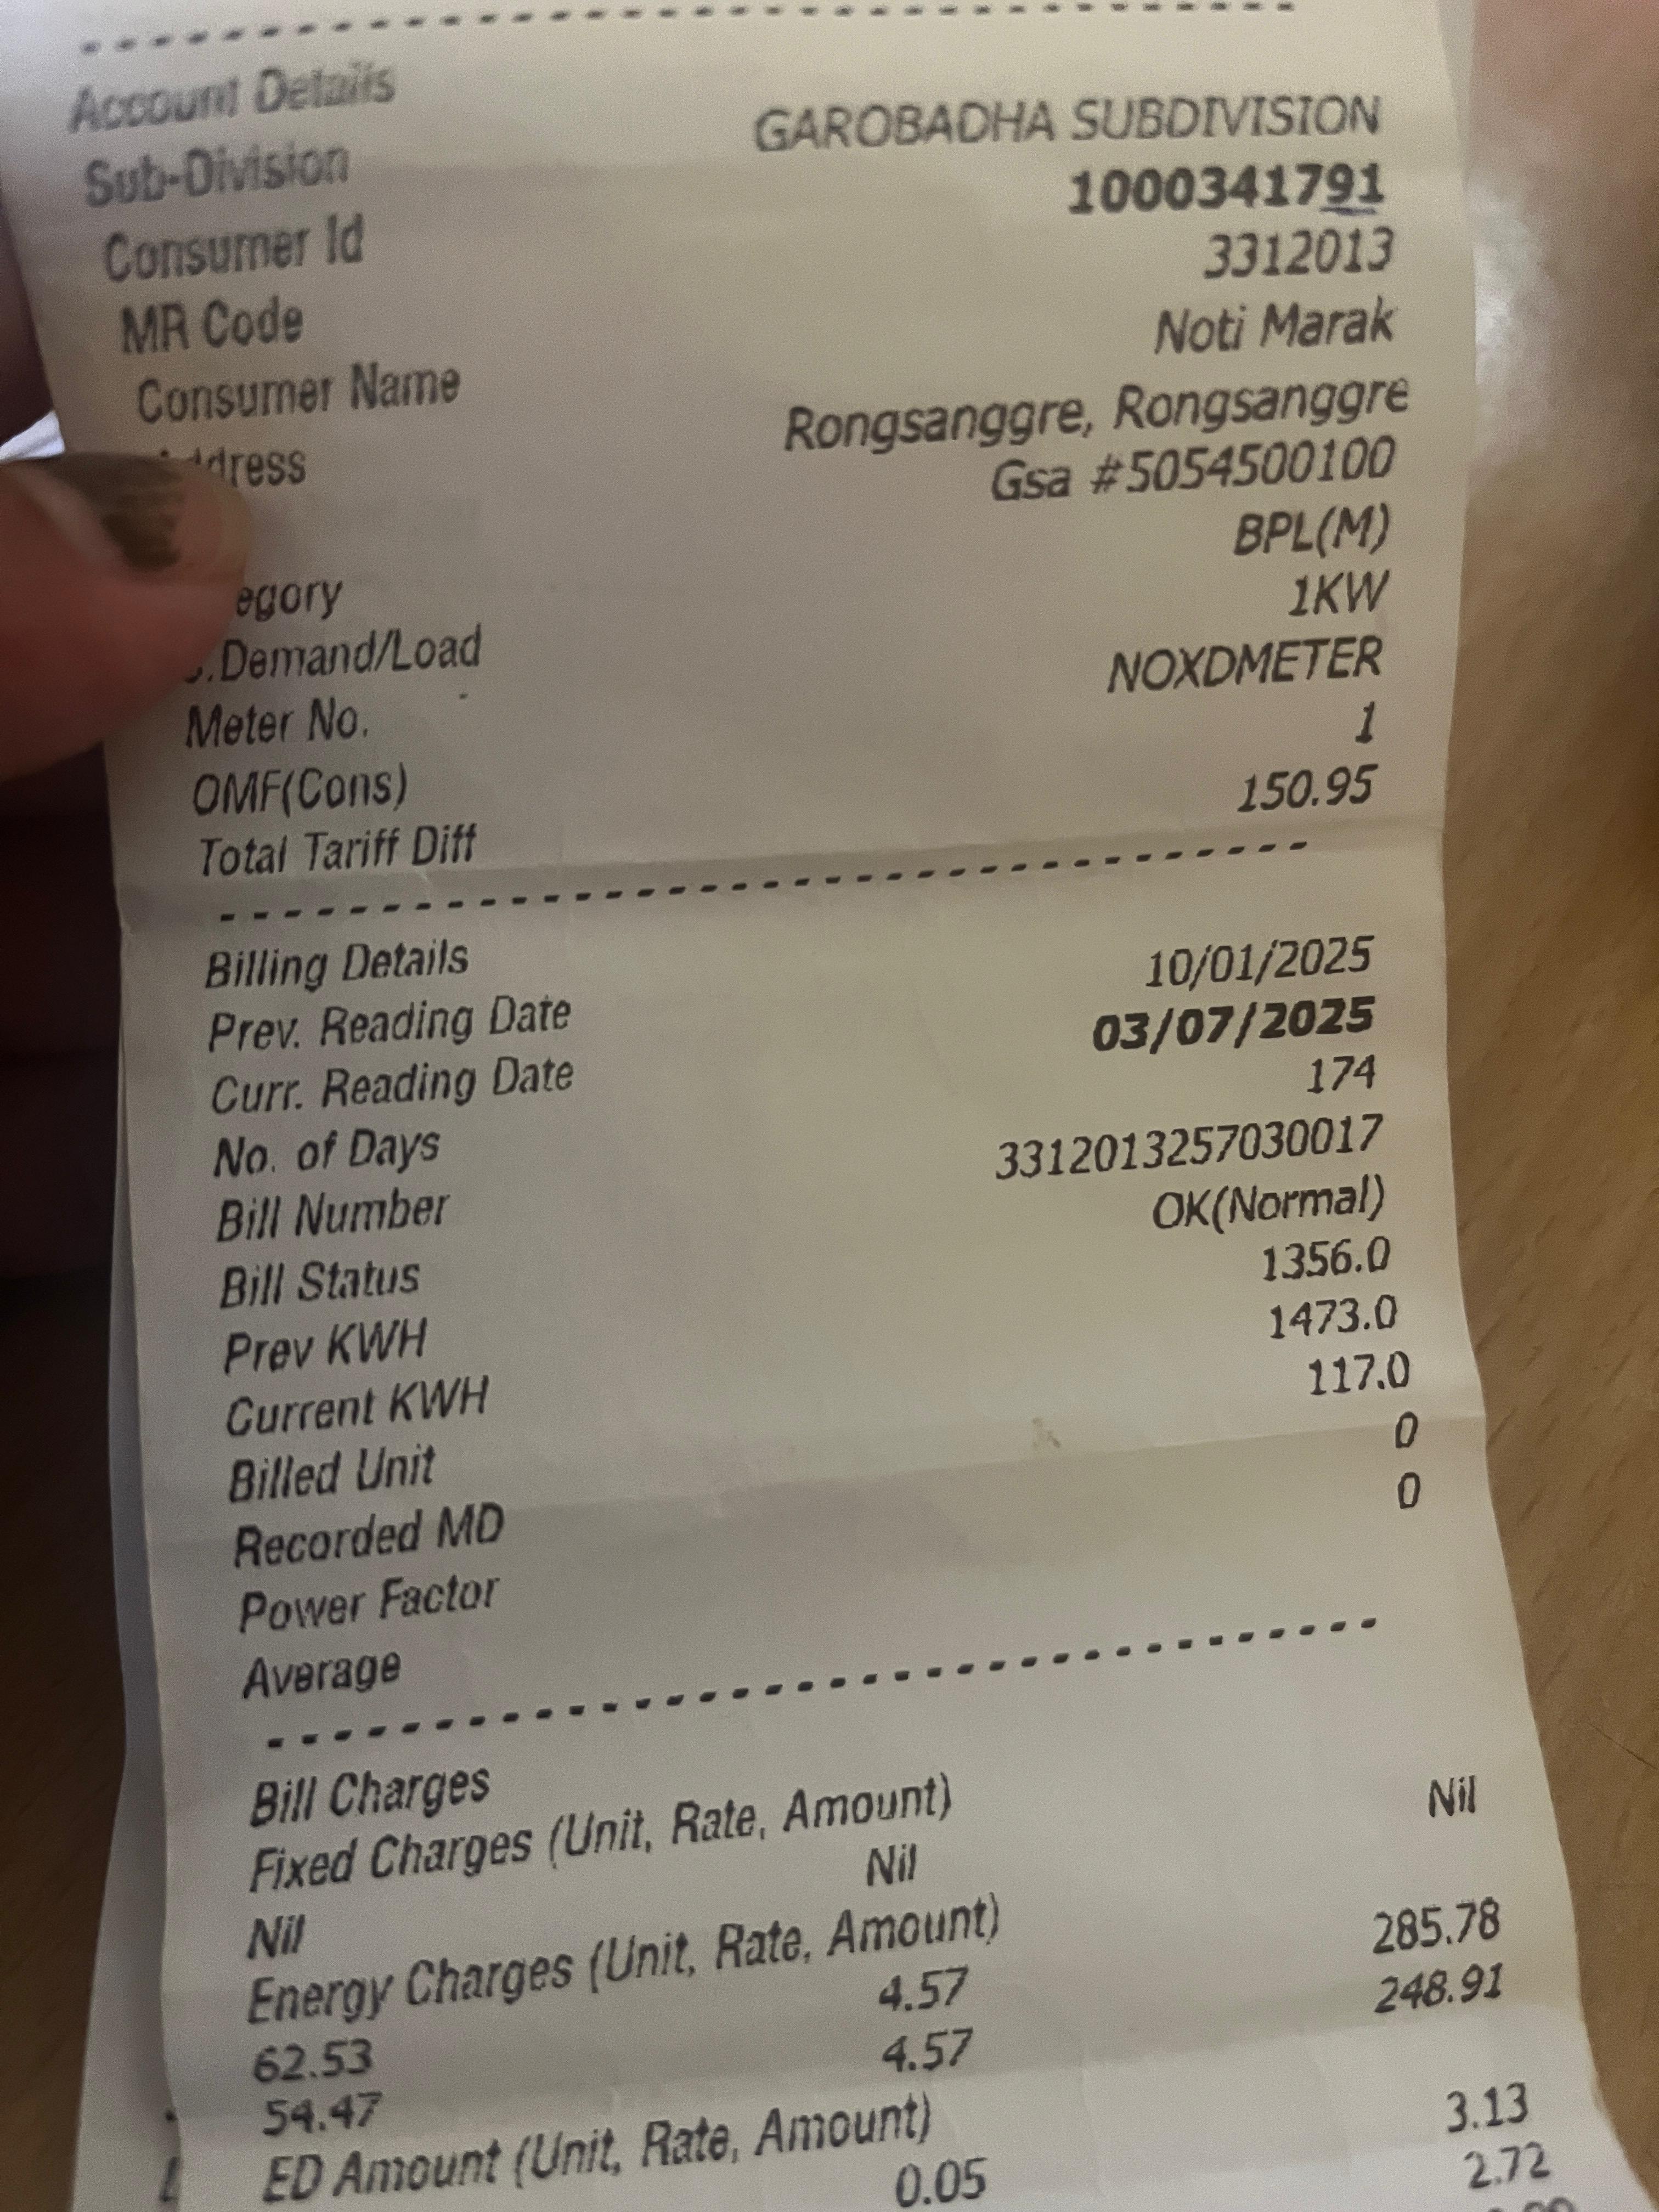 Account Details
Sub-Division GAROBADHA SUBDIVISION
Consumer Id 1000341791
MR Code 3312013
Consumer Name Noti Marak
dress Rongsanggre, Rongsanggre
Gsa #5054500100
egory BPL(M)
.Demand/Load 1KW
Meter No. NOXDMETER
OMF(Cons) 1
Total Tariff Diff 150.95
Billing Details
Prev. Reading Date 10/01/2025
Curr. Reading Date 03/07/2025
No. of Days 174
Bill Number 3312013257030017
Bill Status OK(Normal)
Prev KWH 1356.0
Current KWH 1473.0
Billed Unit 117.0
Recorded MD 0
Power Factor 0
Average
Bill Charges
Fixed Charges (Unit, Rate, Amount)
Nil Nil Nil
Energy Charges (Unit, Rate, Amount)
62.53 4.57 285.78
54.47 4.57 248.91
ED Amount (Unit, Rate, Amount)
0.05 3.13
2.72